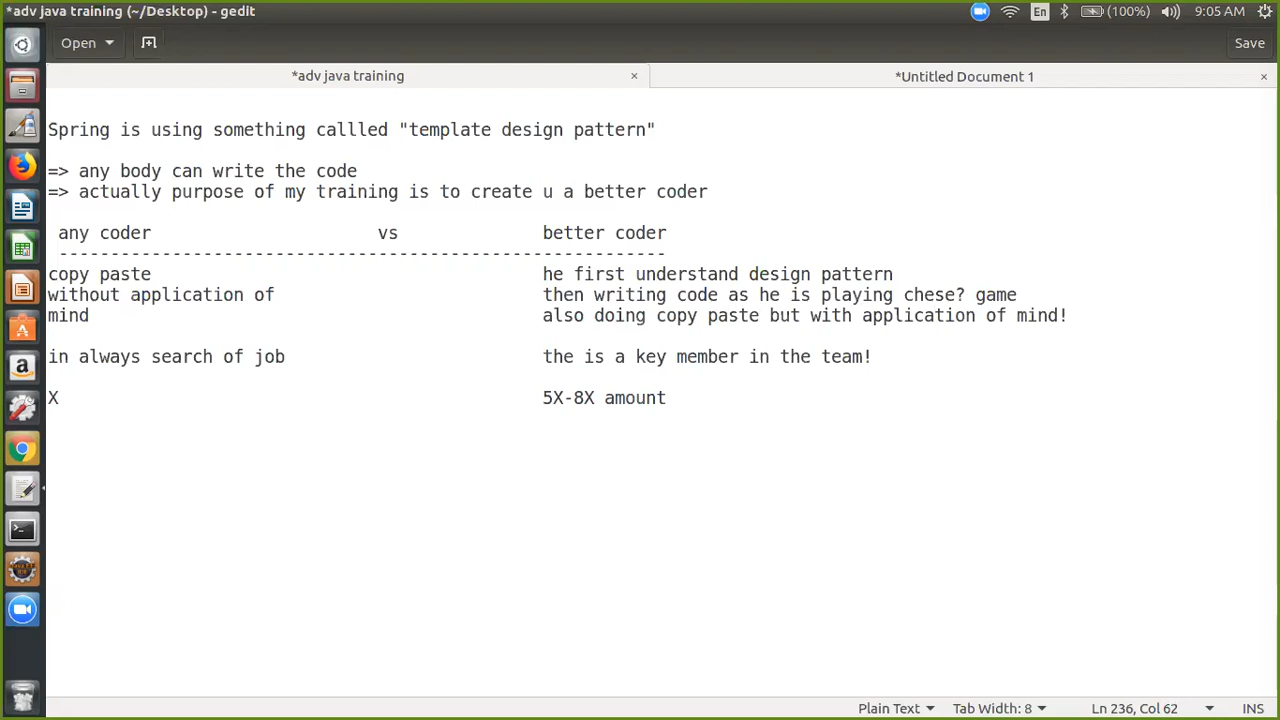 *adv java training (~/Desktop) - gedit
En
(100%)
9:05 AM
Open
Save
*adv java training
*Untitled Document 1
Spring is using something callled "template design pattern"
=> any body can write the code
=> actually purpose of my training is to create u a better coder
any coder vs better coder
-----------------------------------------------------------
copy paste he first understand design pattern
without application of then writing code as he is playing chese? game
mind also doing copy paste but with application of mind!
in always search of job the is a key member in the team!
X 5X-8X amount
Plain Text Tab Width: 8 Ln 236, Col 62 INS